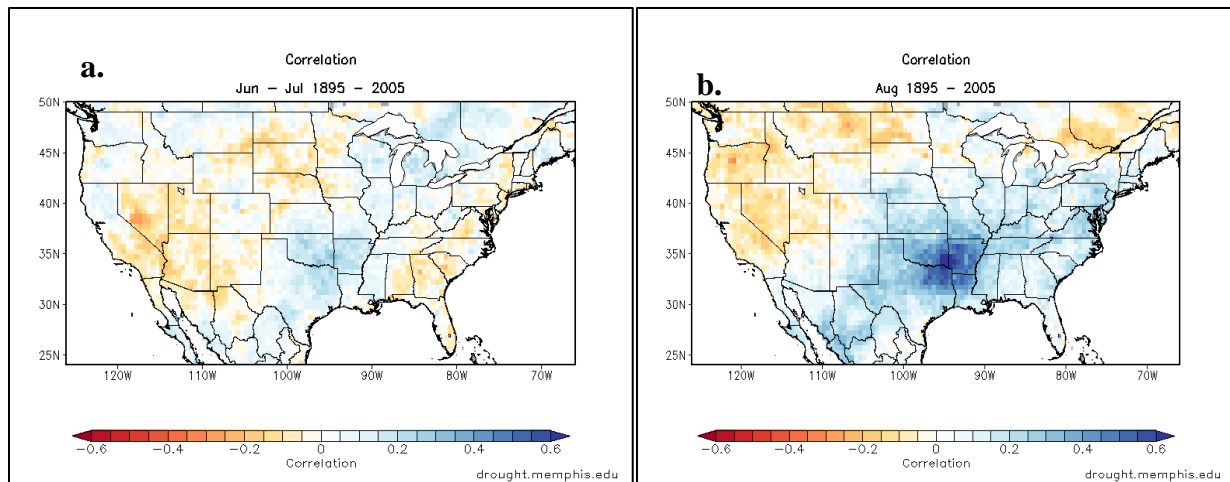 a.
Correlation
Jun - Jul 1895 - 2005
50N
45N
40N
35N
30N
25N
120W 110W 100W 90W 80W 70W
-0.6 -0.4 -0.2 0 0.2 0.4 0.6
Correlation
drought.memphis.edu
b.
Correlation
Aug 1895 - 2005
50N
45N
40N
35N
30N
25N
120W 110W 100W 90W 80W 70W
-0.6 -0.4 -0.2 0 0.2 0.4 0.6
Correlation
drought.memphis.edu